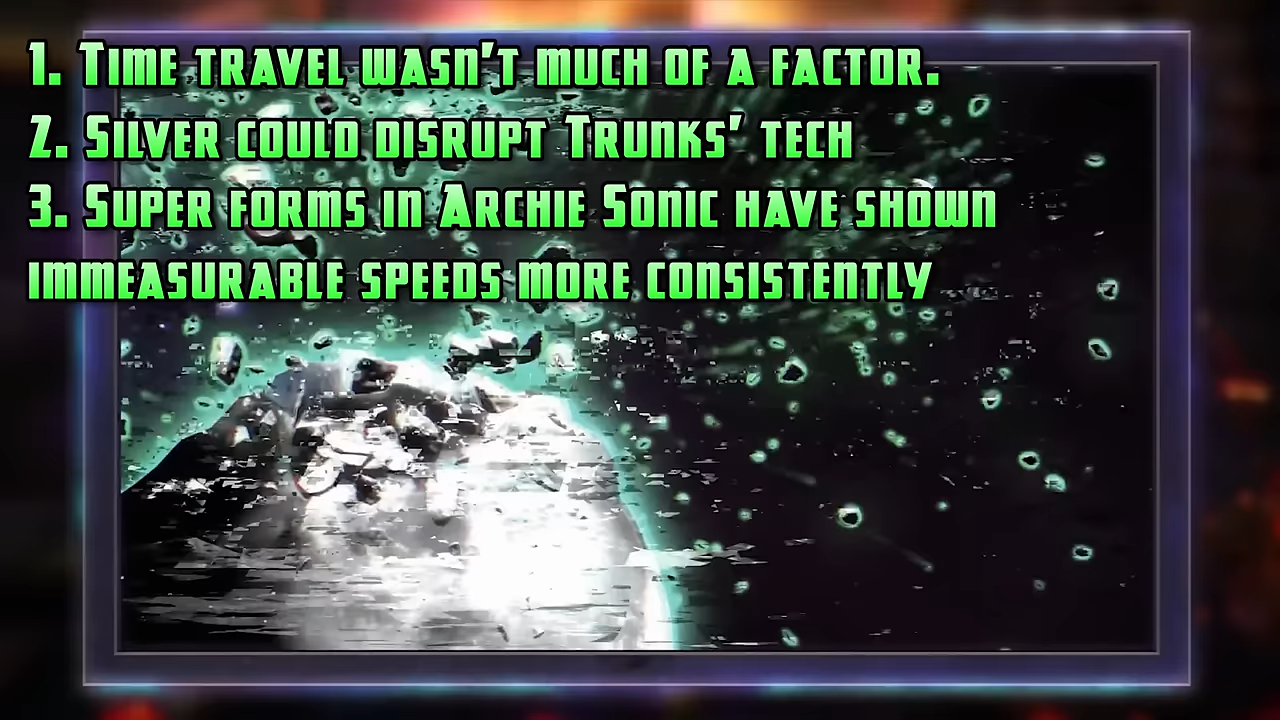 1. Time travel wasn't much of a factor.
2. Silver could disrupt Trunks' tech
3. Super forms in Archie Sonic have shown
immeasurable speeds more consistently